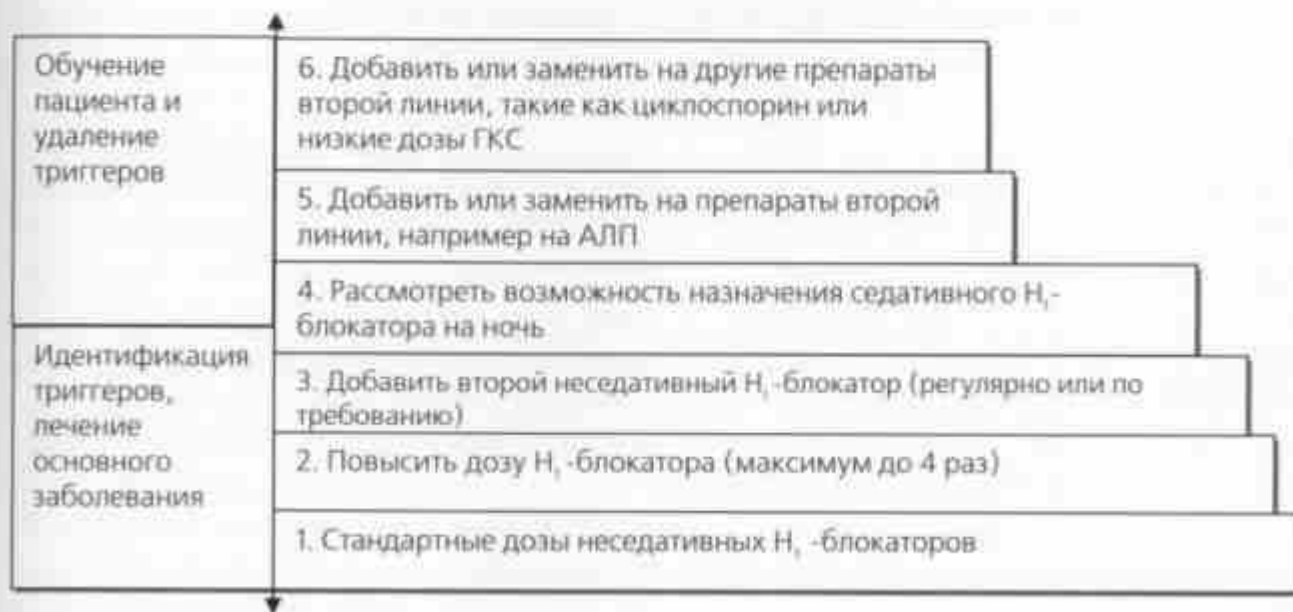 Обучение
пациента и
удаление
триггеров
Идентификация
триггеров,
лечение
основного
заболевания
6. Добавить или заменить на другие препараты
второй линии, такие как циклоспорин или
низкие дозы ГКС
5. Добавить или заменить на препараты второй
линии, например на АЛП
4. Рассмотреть возможность назначения седативного H₁-
блокатора на ночь
3. Добавить второй неседативный H₁-блокатор (регулярно или по
требованию)
2. Повысить дозу H₁-блокатора (максимум до 4 раз)
1. Стандартные дозы неседативных H₁-блокаторов